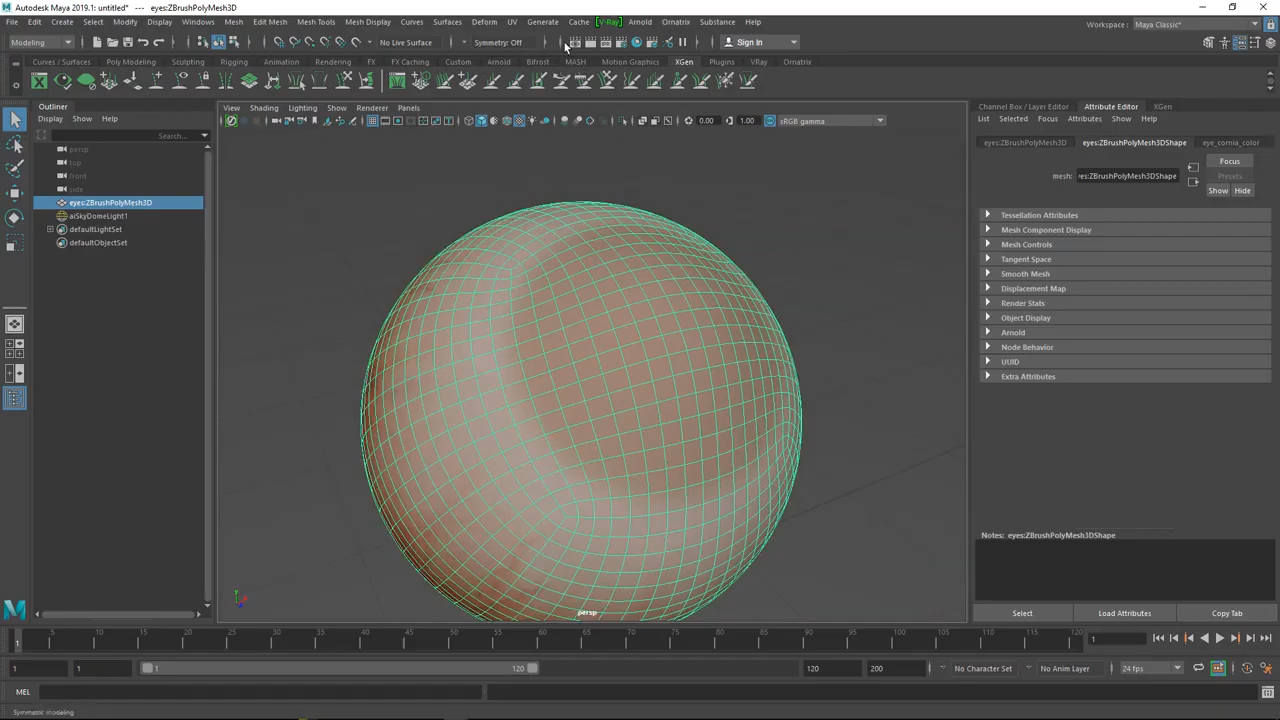 Autodesk Maya 2019.1: untitled* --- eyes:ZBrushPolyMesh3D
File Edit Create Select Modify Display Windows Mesh Edit Mesh Mesh Tools Mesh Display Curves Surfaces Deform UV Generate Cache [V-Ray] Arnold Ornatrix Substance Help
Workspace : Maya Classic*
Modeling No Live Surface Symmetry: Off Sign In
Curves / Surfaces Poly Modeling Sculpting Rigging Animation Rendering FX FX Caching Custom Arnold Bifrost MASH Motion Graphics XGen Plugins VRay Ornatrix
Outliner
Display Show Help
Search...
persp
top
front
side
eyes:ZBrushPolyMesh3D
aiSkyDomeLight1
defaultLightSet
defaultObjectSet
View Shading Lighting Show Renderer Panels
0.00 1.00 sRGB gamma
persp
Channel Box / Layer Editor Attribute Editor XGen
List Selected Focus Attributes Show Help
eyes:ZBrushPolyMesh3D eyes:ZBrushPolyMesh3DShape eye_cornia_color
Focus
Presets
Show Hide
mesh: es:ZBrushPolyMesh3DShape
Tessellation Attributes
Mesh Component Display
Mesh Controls
Tangent Space
Smooth Mesh
Displacement Map
Render Stats
Object Display
Arnold
Node Behavior
UUID
Extra Attributes
Notes: eyes:ZBrushPolyMesh3DShape
Select Load Attributes Copy Tab
5 10 15 20 25 30 35 40 45 50 55 60 65 70 75 80 85 90 95 100 105 110 115 120 1
1 1 1 120 120 200 No Character Set No Anim Layer 24 fps
MEL
Symmetric modeling